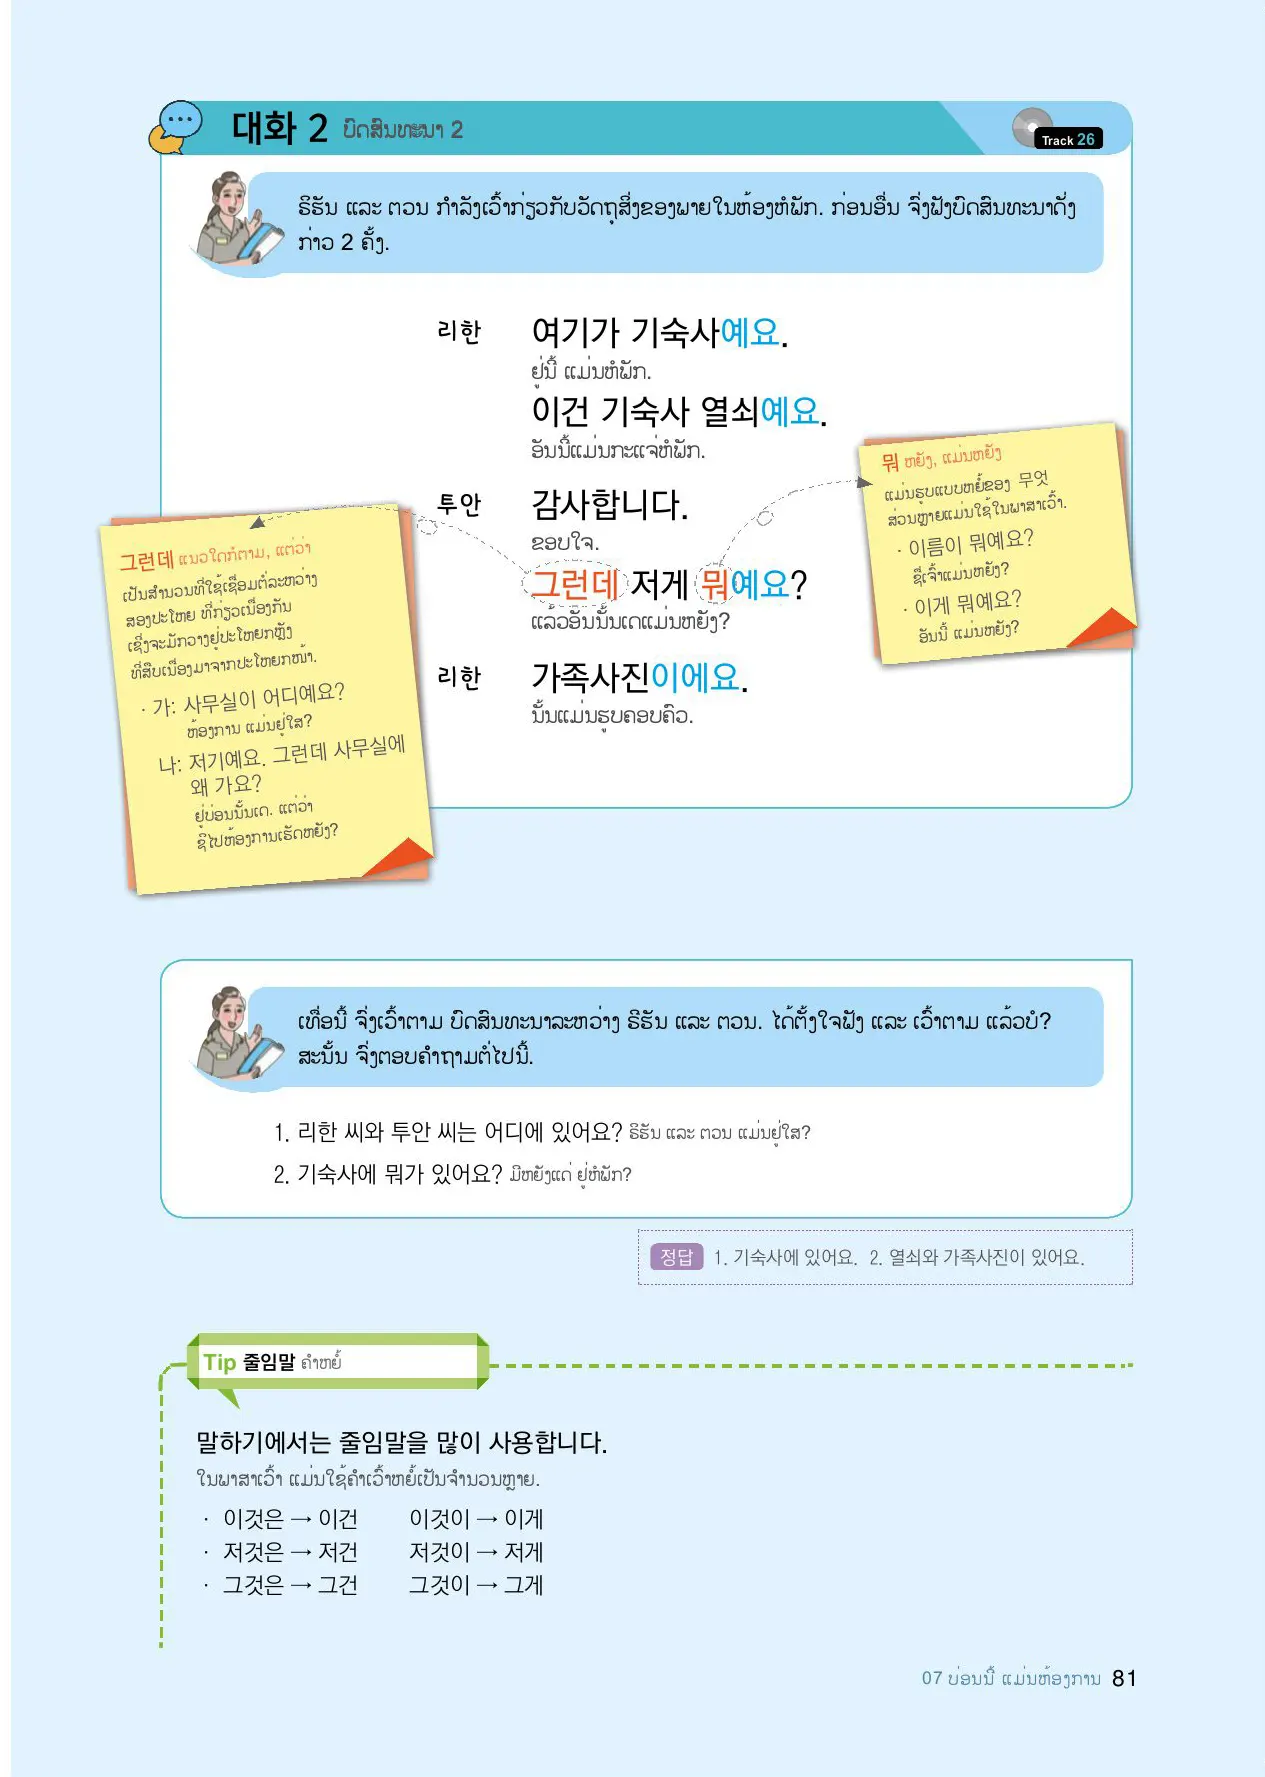 대화 2 ບົດສົນທະນາ 2
Track 26
ຣິຮັນ ແລະ ຕວນ ກຳລັງເວົ້າກ່ຽວກັບວັດຖຸສິ່ງຂອງພາຍໃນຫ້ອງຫໍພັກ. ກ່ອນອື່ນ ຈົ່ງຟັງບົດສົນທະນາດັ່ງ
ກ່າວ 2 ຄັ້ງ.
리한 여기가 기숙사예요.
ຢູ່ນີ້ ແມ່ນຫໍພັກ.
이건 기숙사 열쇠예요.
ອັນນີ້ແມ່ນກະແຈຫໍພັກ.
투안 감사합니다.
ຂອບໃຈ.
그런데 저게 뭐예요?
ແລ້ວອັນນັ້ນເດແມ່ນຫຍັງ?
리한 가족사진이에요.
ນັ້ນແມ່ນຮູບຄອບຄົວ.
뭐 ຫຍັງ, ແມ່ນຫຍັງ
ແມ່ນຮູບແບບຫຍໍ້ຂອງ 무엇
ສ່ວນຫຼາຍແມ່ນໃຊ້ໃນພາສາເວົ້າ.
· 이름이 뭐예요?
ຊື່ເຈົ້າແມ່ນຫຍັງ?
· 이게 뭐예요?
ອັນນີ້ ແມ່ນຫຍັງ?
그런데 ແນວໃດກໍຕາມ, ແຕ່ວ່າ
ເປັນສຳນວນທີ່ໃຊ້ເຊື່ອມຕໍ່ລະຫວ່າງ
ສອງປະໂຫຍກ ທີ່ກ່ຽວເນື່ອງກັນ
ເຊິ່ງຈະມັກວາງຢູ່ປະໂຫຍກຫຼັງ
ທີ່ສືບເນື່ອງມາຈາກປະໂຫຍກໜ້າ.
· 가: 사무실이 어디예요?
ຫ້ອງການ ແມ່ນຢູ່ໃສ?
나: 저기예요. 그런데 사무실에
왜 가요?
ຢູ່ບ່ອນນັ້ນເດ. ແຕ່ວ່າ
ຊິໄປຫ້ອງການເຮັດຫຍັງ?
ເທື່ອນີ້ ຈົ່ງເວົ້າຕາມ ບົດສົນທະນາລະຫວ່າງ ຣິຮັນ ແລະ ຕວນ. ໄດ້ຕັ້ງໃຈຟັງ ແລະ ເວົ້າຕາມ ແລ້ວບໍ?
ສະນັ້ນ ຈົ່ງຕອບຄຳຖາມຕໍ່ໄປນີ້.
1. 리한 씨와 투안 씨는 어디에 있어요? ຣິຮັນ ແລະ ຕວນ ແມ່ນຢູ່ໃສ?
2. 기숙사에 뭐가 있어요? ມີຫຍັງແດ່ ຢູ່ຫໍພັກ?
정답 1. 기숙사에 있어요. 2. 열쇠와 가족사진이 있어요.
Tip 줄임말 ຄຳຫຍໍ້
말하기에서는 줄임말을 많이 사용합니다.
ໃນພາສາເວົ້າ ແມ່ນໃຊ້ຄຳເວົ້າຫຍໍ້ເປັນຈຳນວນຫຼາຍ.
· 이것은 → 이건 이것이 → 이게
· 저것은 → 저건 저것이 → 저게
· 그것은 → 그건 그것이 → 그게
07 ບ່ອນນີ້ ແມ່ນຫ້ອງການ 81